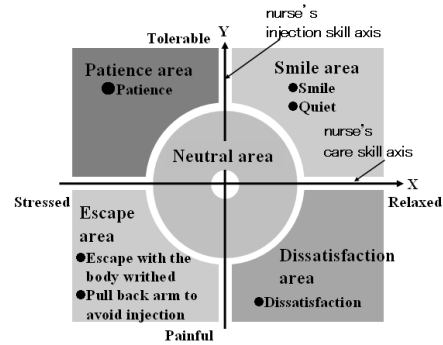 nurse's
injection skill axis
Tolerable
Y
Patience area
●Patience
Smile area
●Smile
●Quiet
nurse's
care skill axis
Neutral area
X
Stressed
Relaxed
Escape
area
●Escape with the
body writhed
●Pull back arm to
avoid injection
Dissatisfaction
area
●Dissatisfaction
Painful